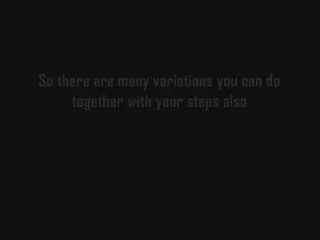 So there are many variations you can do
together with your steps also